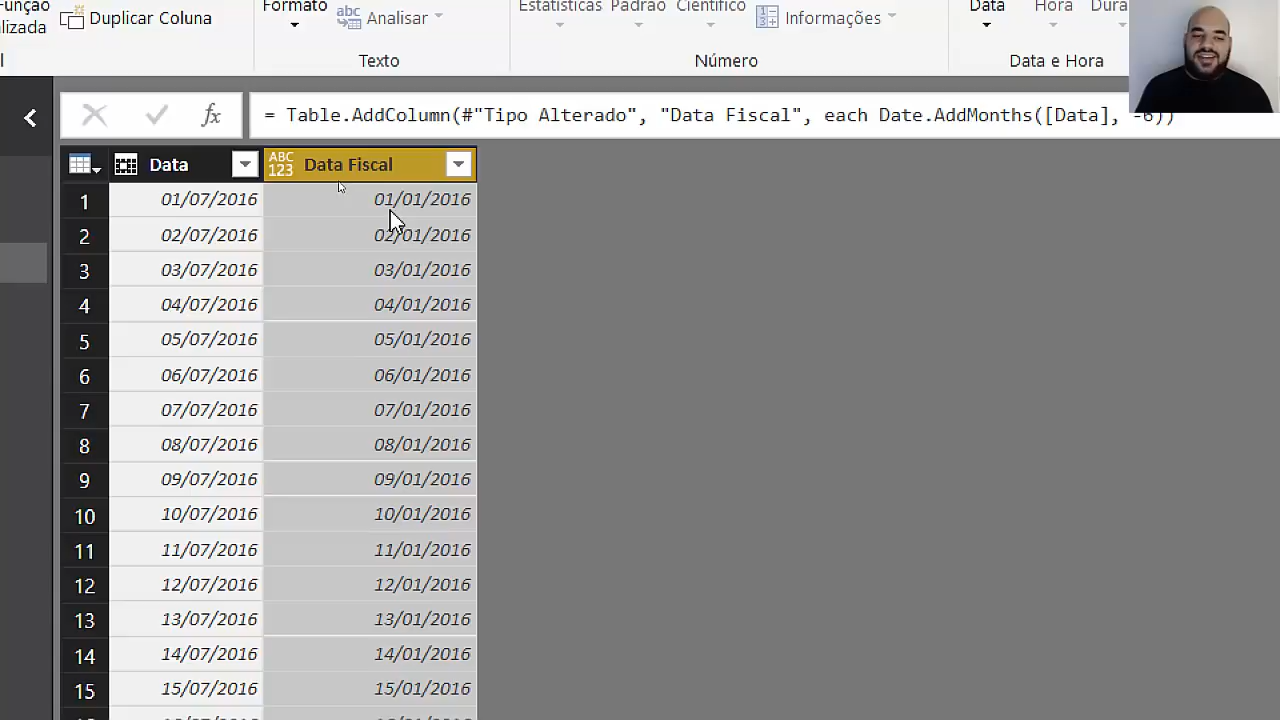 Função
alizada
Duplicar Coluna
Formato
Analisar
Texto
Estatísticas
Padrão
Científico
Informações
Número
Data
Hora
Data e Hora
= Table.AddColumn(#"Tipo Alterado", "Data Fiscal", each Date.AddMonths([Data], -6))
Data
ABC
123
Data Fiscal
1 01/07/2016 01/01/2016
2 02/07/2016 02/01/2016
3 03/07/2016 03/01/2016
4 04/07/2016 04/01/2016
5 05/07/2016 05/01/2016
6 06/07/2016 06/01/2016
7 07/07/2016 07/01/2016
8 08/07/2016 08/01/2016
9 09/07/2016 09/01/2016
10 10/07/2016 10/01/2016
11 11/07/2016 11/01/2016
12 12/07/2016 12/01/2016
13 13/07/2016 13/01/2016
14 14/07/2016 14/01/2016
15 15/07/2016 15/01/2016